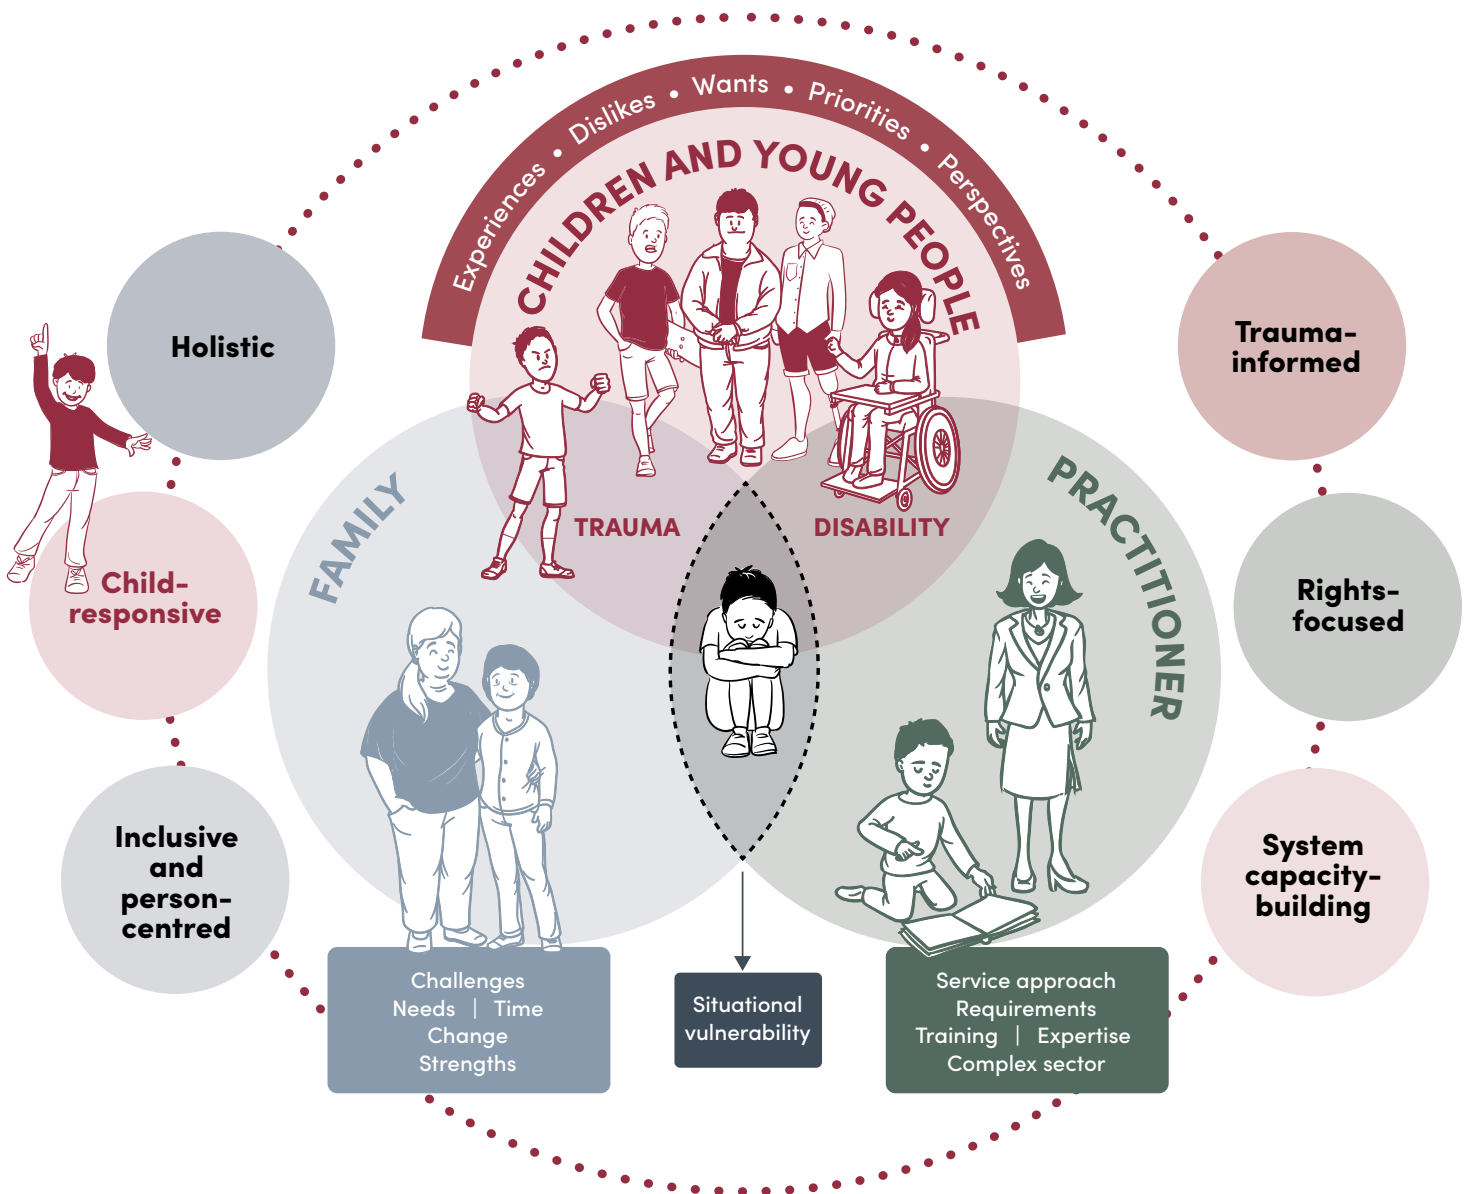 Experiences • Dislikes • Wants • Priorities • Perspectives
CHILDREN AND YOUNG PEOPLE
Holistic
Trauma-
informed
TRAUMA
DISABILITY
FAMILY
PRACTITIONER
Child-
responsive
Rights-
focused
Inclusive
and
person-
centred
System
capacity-
building
Challenges
Needs | Time
Change
Strengths
Situational
vulnerability
Service approach
Requirements
Training | Expertise
Complex sector